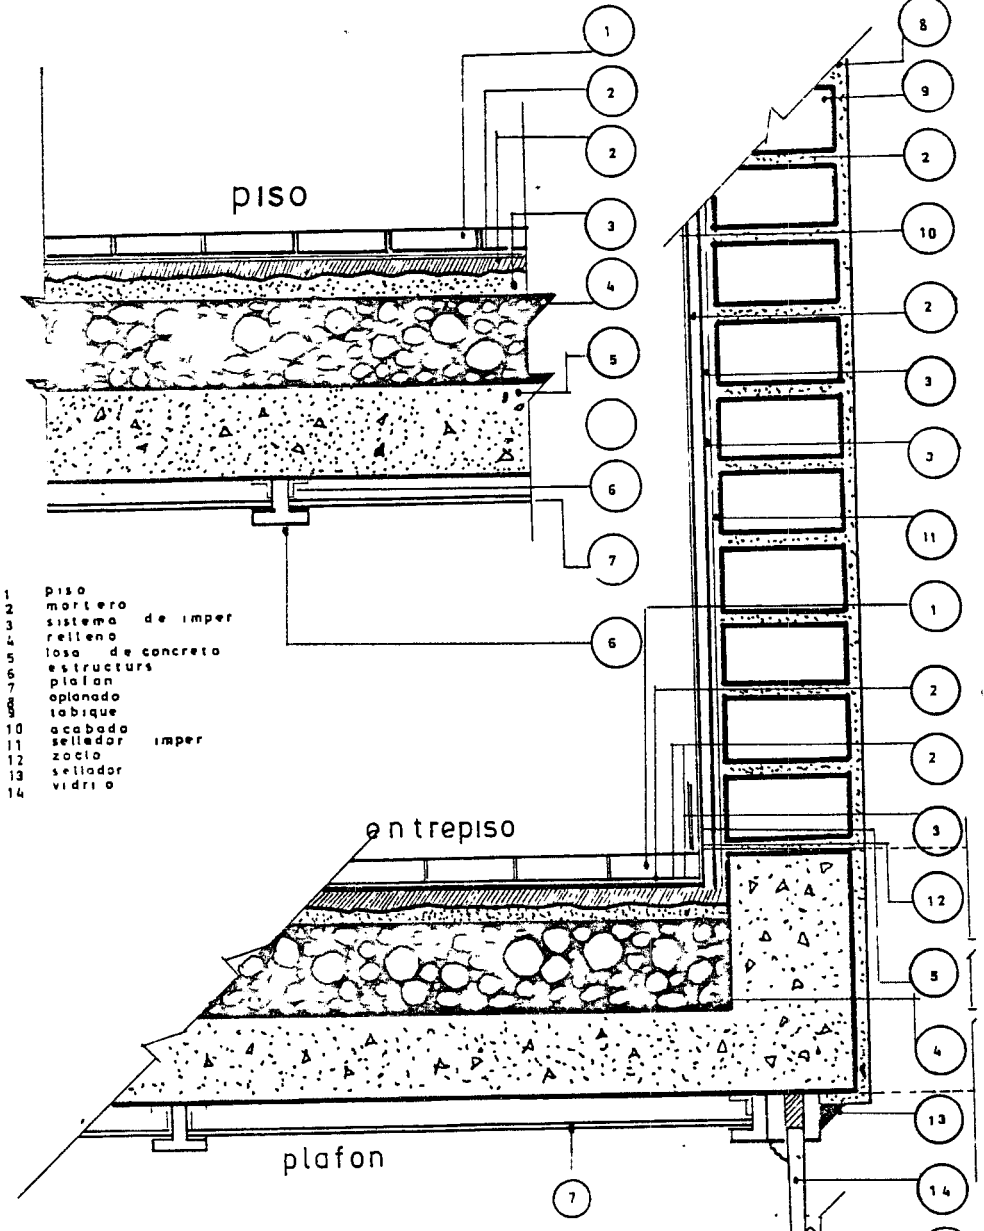 1
2
2
piso
3
4
5
6
7
6
1 piso
2 mortero
3 sistema de imper
4 relleno
5 losa de concreto
6 estructurs
7 plafon
8 aplanado
9 tabique
10 acabado
11 sellador imper
12 zoclo
13 sellador
14 vidrio
entrepiso
plafon
7
8
9
2
10
2
3
3
11
1
2
2
3
12
5
4
13
14